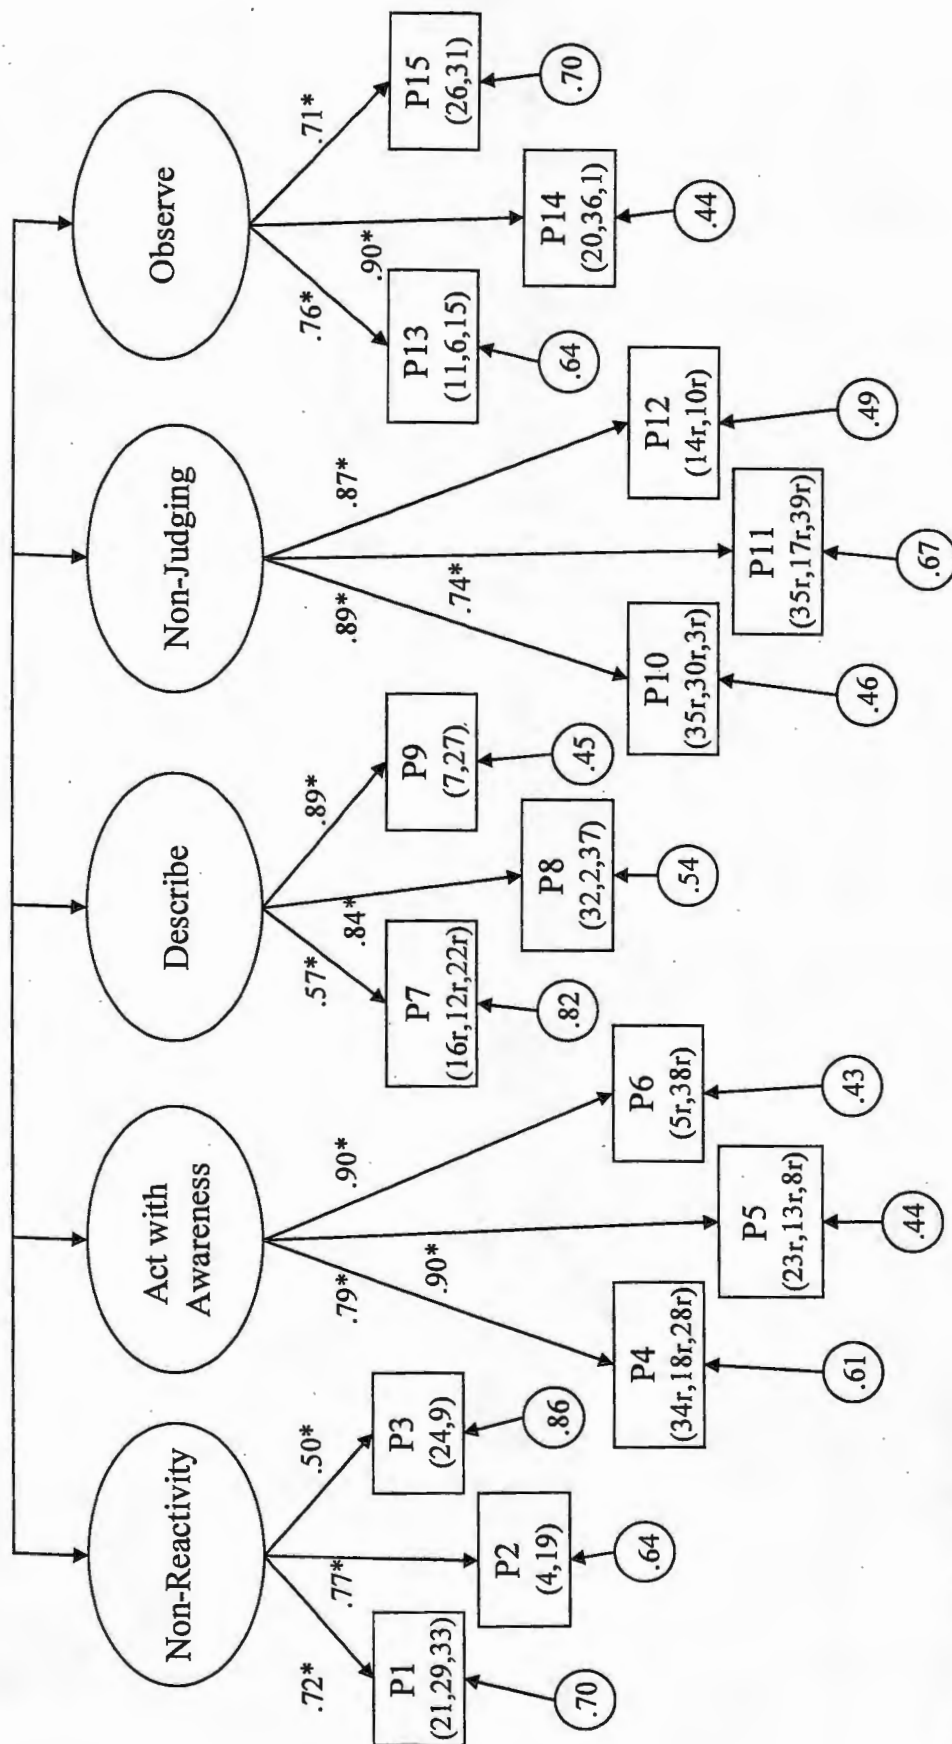 Non-Reactivity
Act with
Awareness
Describe
Non-Judging
Observe
.72*
.77*
.50*
.79*
.90*
.90*
.57*
.84*
.89*
.89*
.74*
.87*
.76*
.90*
.71*
P1
(21,29,33)
P2
(4,19)
P3
(24,9)
P4
(34r,18r,28r)
P5
(23r,13r,8r)
P6
(5r,38r)
P7
(16r,12r,22r)
P8
(32,2,37)
P9
(7,27)
P10
(35r,30r,3r)
P11
(35r,17r,39r)
P12
(14r,10r)
P13
(11,6,15)
P14
(20,36,1)
P15
(26,31)
.70
.64
.86
.61
.44
.43
.82
.54
.45
.46
.67
.49
.64
.44
.70